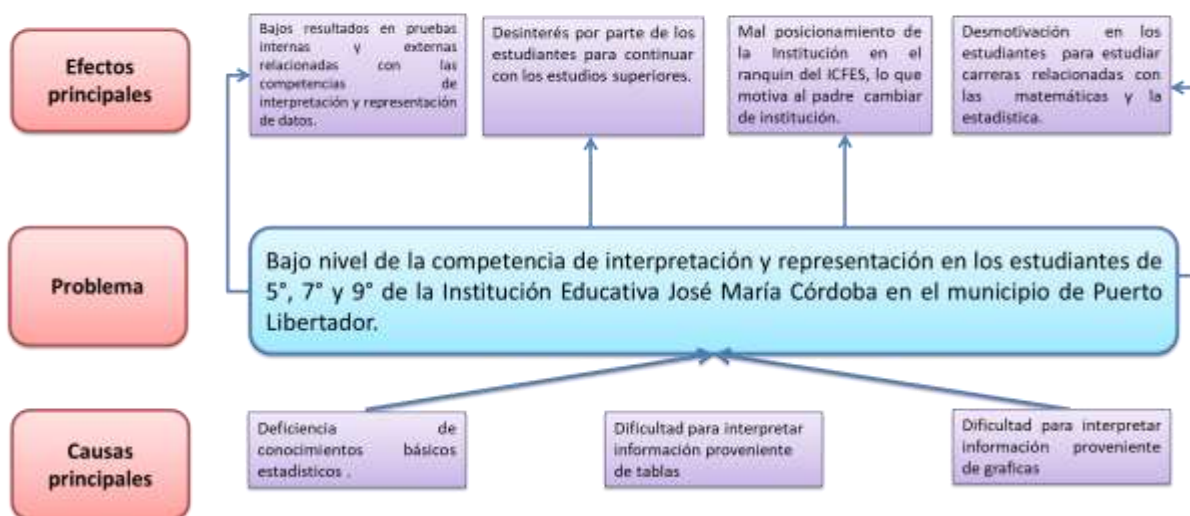 Efectos
principales
Bajos resultados en pruebas
internas y externas
relacionadas con las
competencias de
interpretación y representación
de datos.
Desinterés por parte de los
estudiantes para continuar
con los estudios superiores.
Mal posicionamiento de
la Institución en el
ranquin del ICFES, lo que
motiva al padre cambiar
de institución.
Desmotivación en los
estudiantes para estudiar
carreras relacionadas con
las matemáticas y la
estadística.
Problema
Bajo nivel de la competencia de interpretación y representación en los estudiantes de
5°, 7° y 9° de la Institución Educativa José María Córdoba en el municipio de Puerto
Libertador.
Causas
principales
Deficiencia de
conocimientos básicos
estadísticos .
Dificultad para interpretar
información proveniente
de tablas
Dificultad para interpretar
información proveniente
de graficas